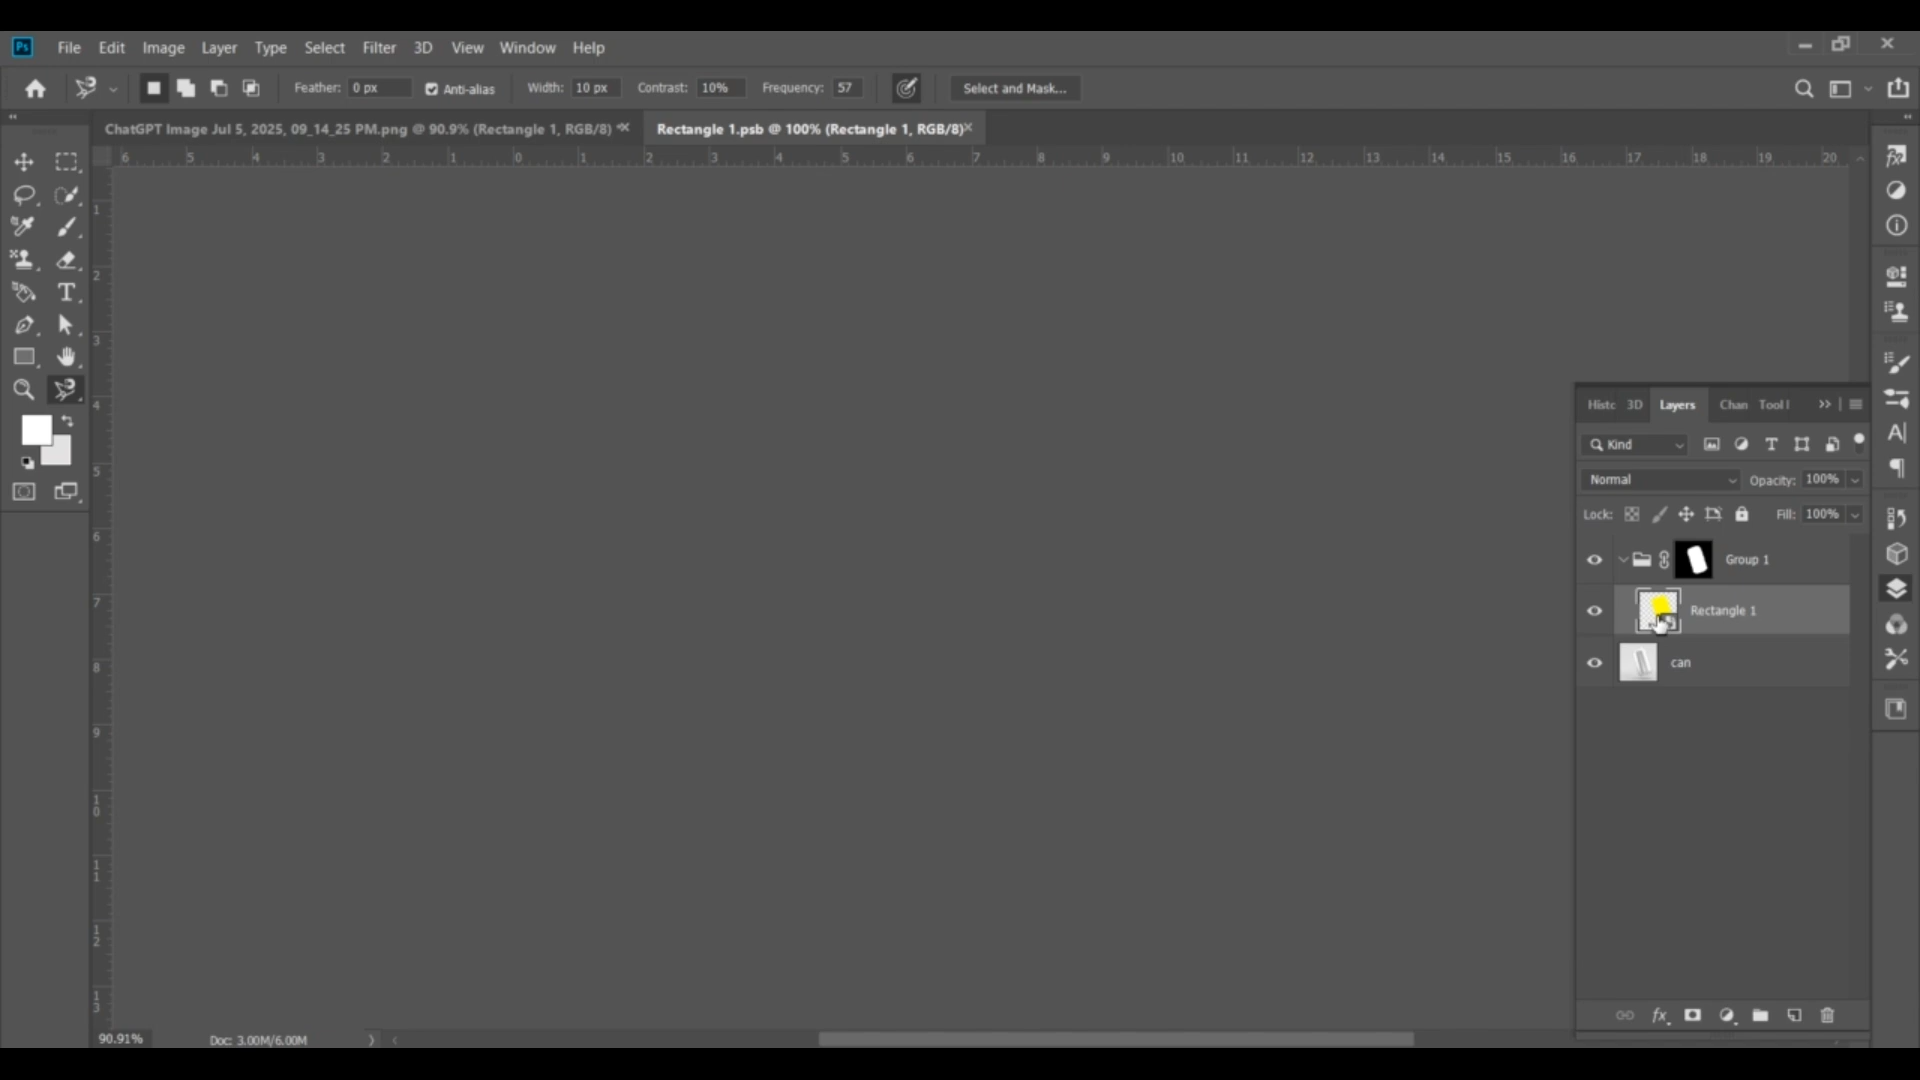 Ps File Edit Image Layer Type Select Filter 3D View Window Help
Feather: 0 px Anti-alias Width: 10 px Contrast: 10% Frequency: 57 Select and Mask...
ChatGPT Image Jul 5, 2025, 09_14_25 PM.png @ 90.9% (Rectangle 1, RGB/8) * Rectangle 1.psb @ 100% (Rectangle 1, RGB/8)
6 5 4 3 2 1 0 1 2 3 4 5 6 7 8 9 10 11 12 13 14 15 16 17 18 19 20
1
2
3
4
5
6
7
8
9
10
11
12
13
Histc 3D Layers Chan Tool I
Kind
Normal Opacity: 100%
Lock: Fill: 100%
Group 1
Rectangle 1
can
90.91% Doc: 3.00M/6.00M